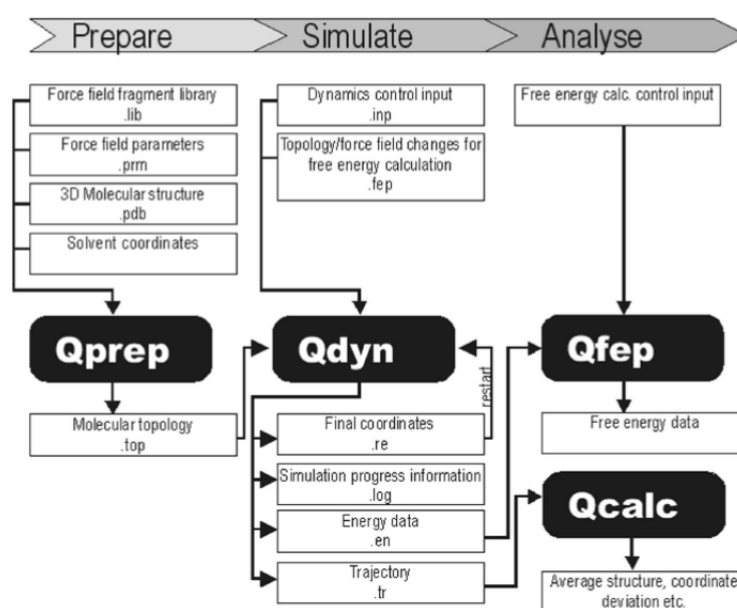 Prepare
Simulate
Analyse
Force field fragment library
.lib
Force field parameters
.prm
3D Molecular structure
.pdb
Solvent coordinates
Dynamics control input
.inp
Topology/force field changes for
free energy calculation
.fep
Free energy calc. control input
Qprep
Qdyn
Qfep
restart
Molecular topology
.top
Final coordinates
.re
Simulation progress information
.log
Energy data
.en
Trajectory
.tr
Free energy data
Qcalc
Average structure, coordinate
deviation etc.